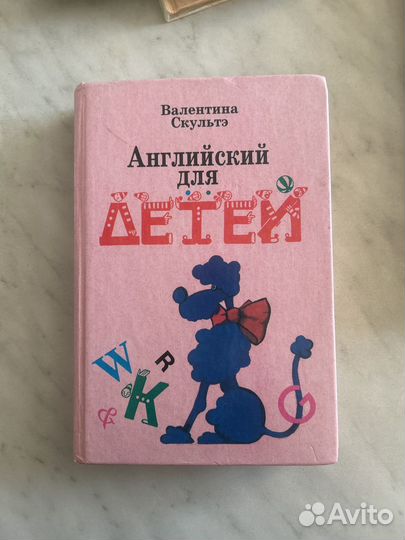 Валентина
Скультэ
Английский
для
ДЕТЕЙ
W
R
K
G
Avito